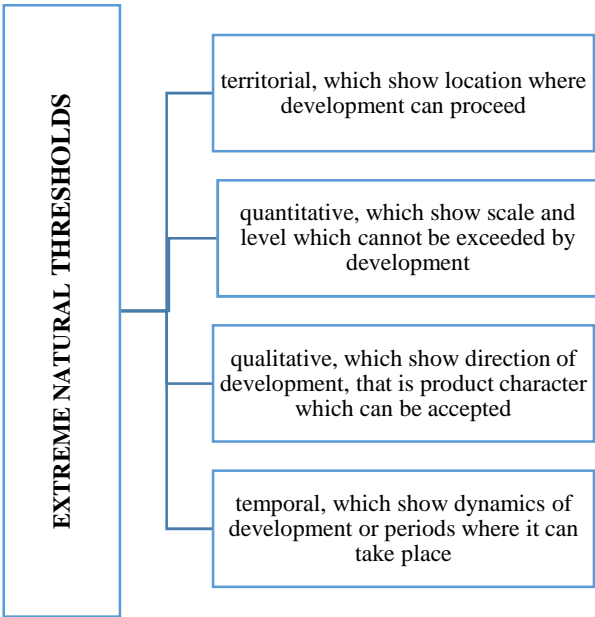 EXTREME NATURAL THRESHOLDS
territorial, which show location where
development can proceed
quantitative, which show scale and
level which cannot be exceeded by
development
qualitative, which show direction of
development, that is product character
which can be accepted
temporal, which show dynamics of
development or periods where it can
take place